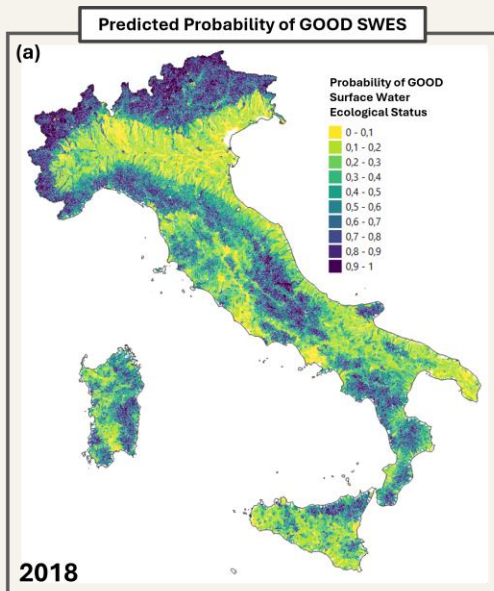 Predicted Probability of GOOD SWES
(a)
Probability of GOOD
Surface Water
Ecological Status
0 - 0,1
0,1 - 0,2
0,2 - 0,3
0,3 - 0,4
0,4 - 0,5
0,5 - 0,6
0,6 - 0,7
0,7 - 0,8
0,8 - 0,9
0,9 - 1
2018